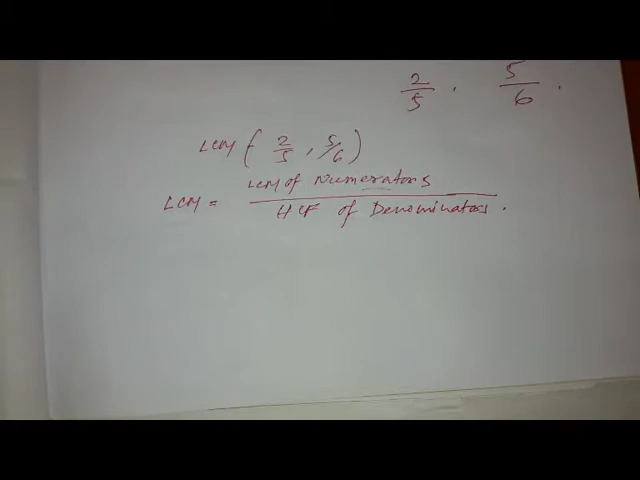 2/5 . 5/6 .
LCM ( 2/5 , 5/6 )
LCM of Numerators
LCM = ————
HCF of Denominators .